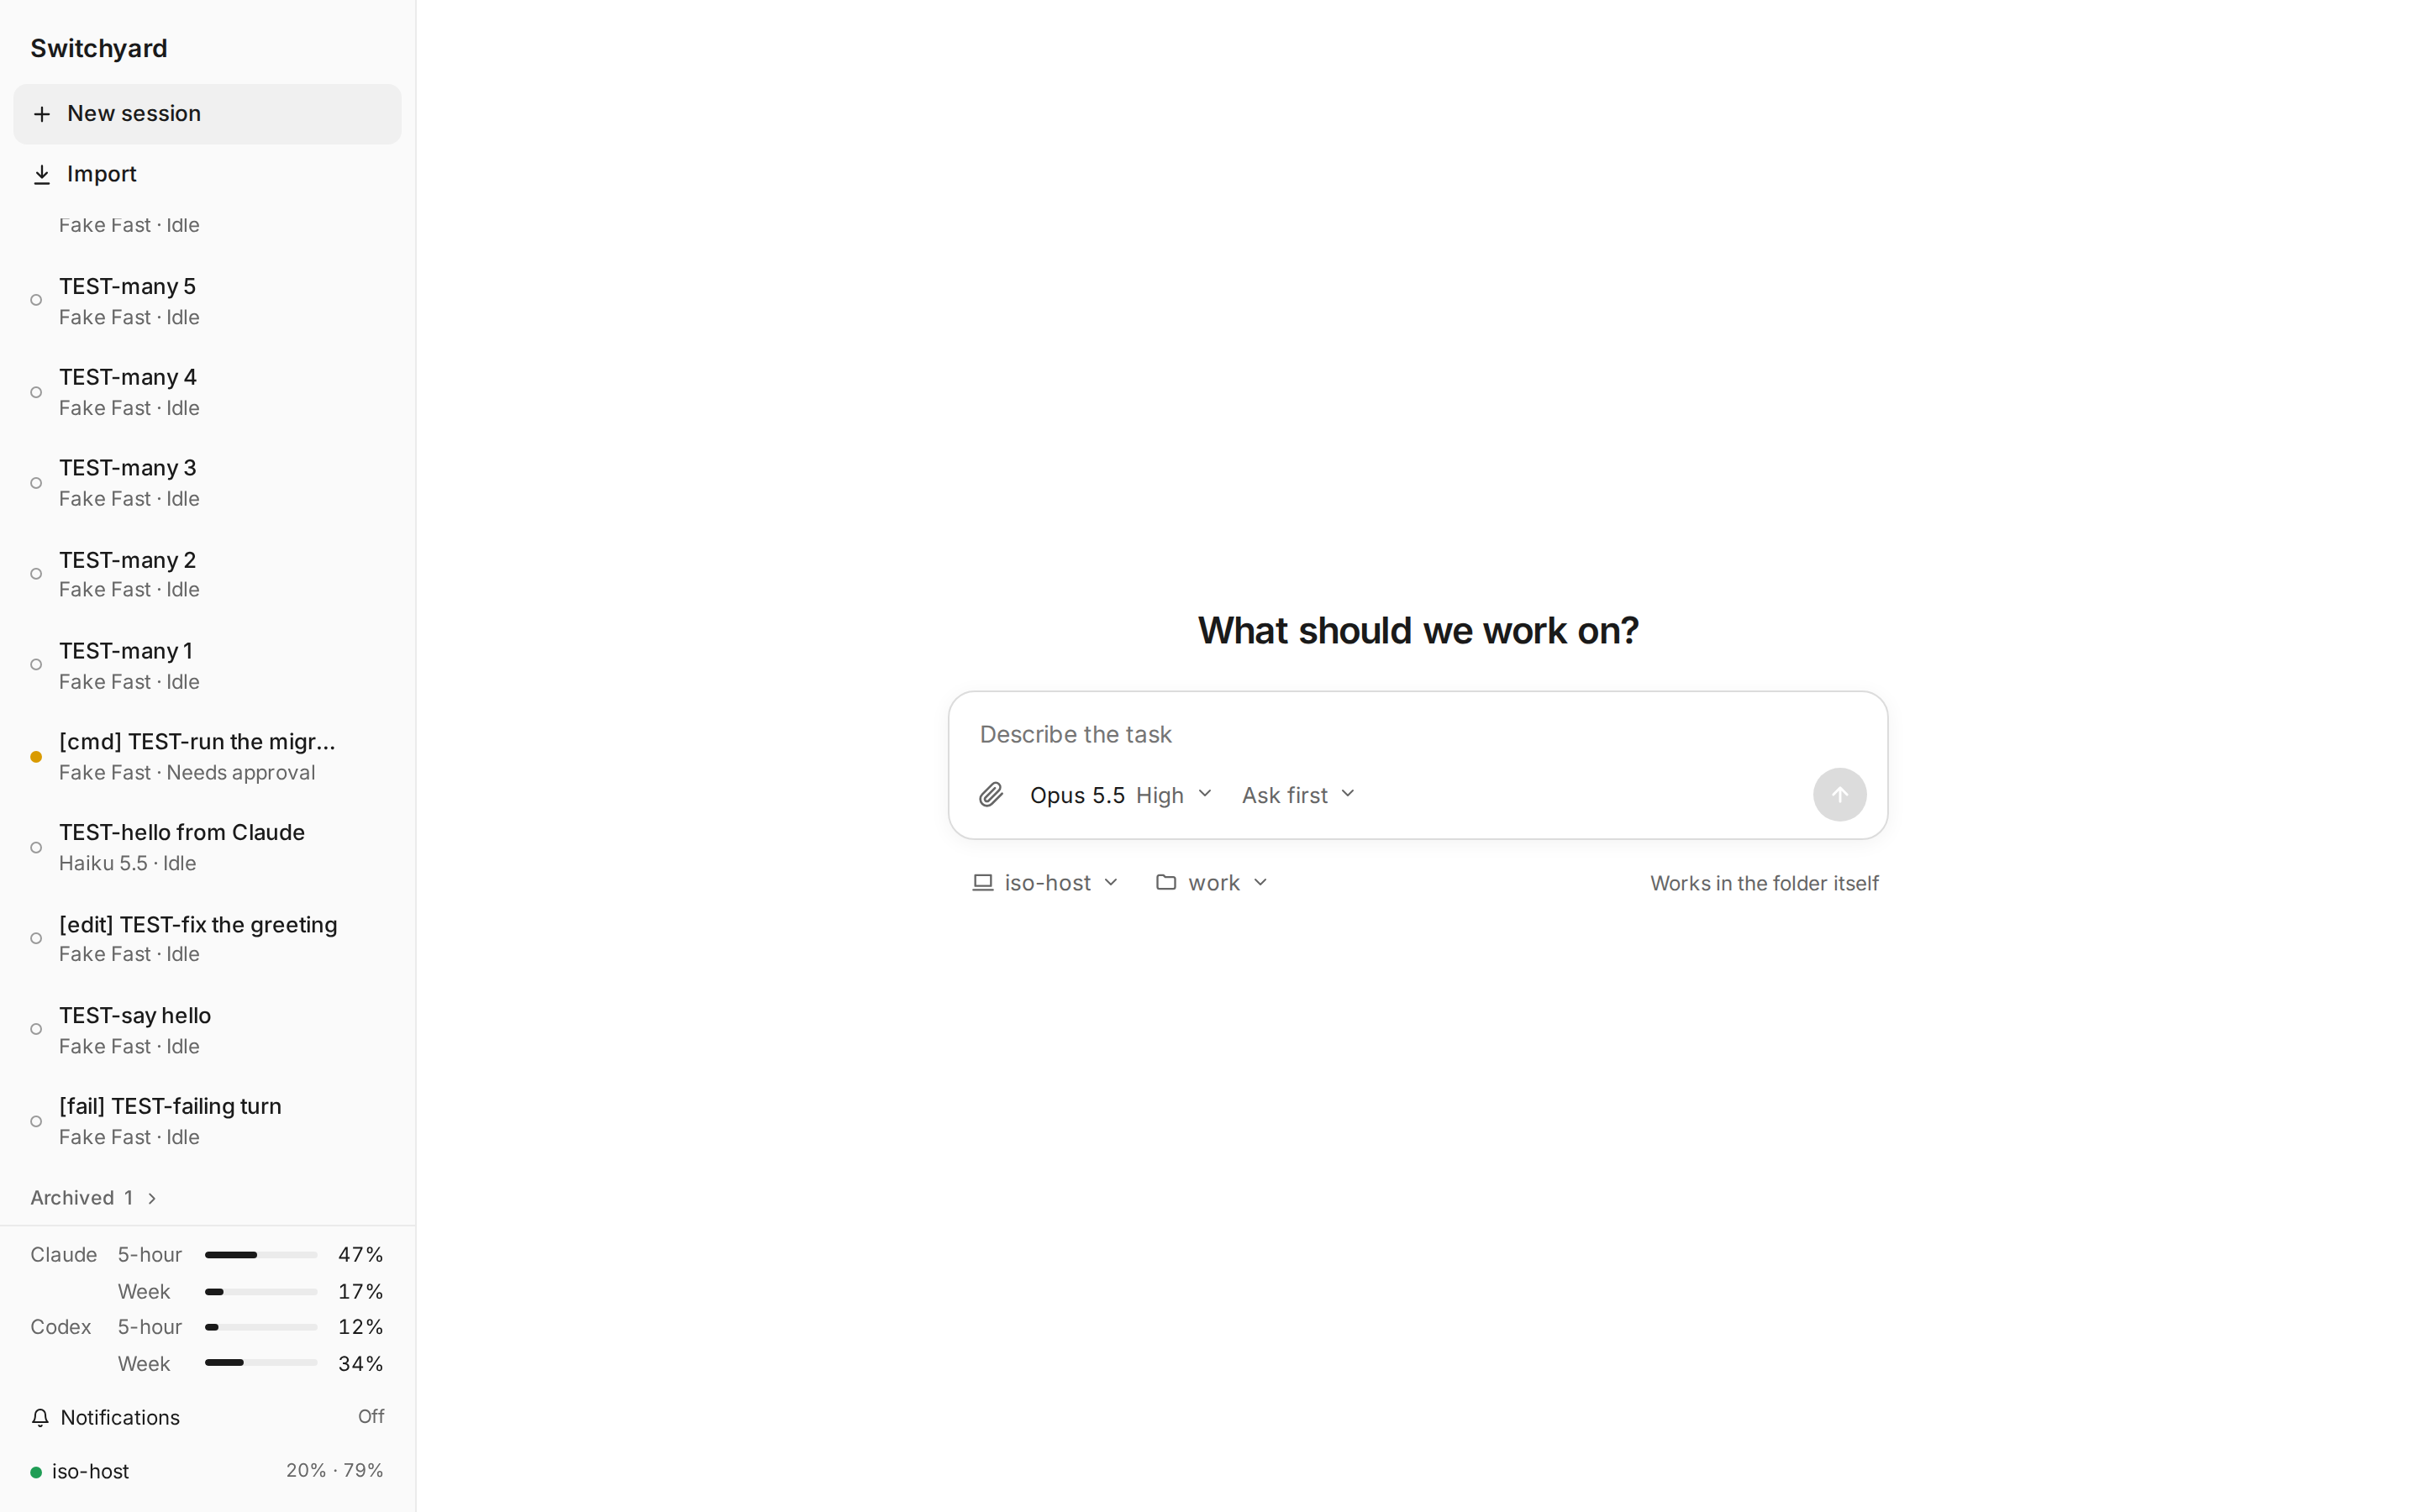 Switchyard
New session
Import
Fake Fast · Idle
TEST-many 5
Fake Fast · Idle
TEST-many 4
Fake Fast · Idle
TEST-many 3
Fake Fast · Idle
TEST-many 2
Fake Fast · Idle
TEST-many 1
Fake Fast · Idle
[cmd] TEST-run the migr...
Fake Fast · Needs approval
TEST-hello from Claude
Haiku 5.5 · Idle
[edit] TEST-fix the greeting
Fake Fast · Idle
TEST-say hello
Fake Fast · Idle
[fail] TEST-failing turn
Fake Fast · Idle
Archived 1
Claude 5-hour 47%
Week 17%
Codex 5-hour 12%
Week 34%
Notifications Off
iso-host 20% · 79%
What should we work on?
Describe the task
Opus 5.5 High Ask first
iso-host work Works in the folder itself